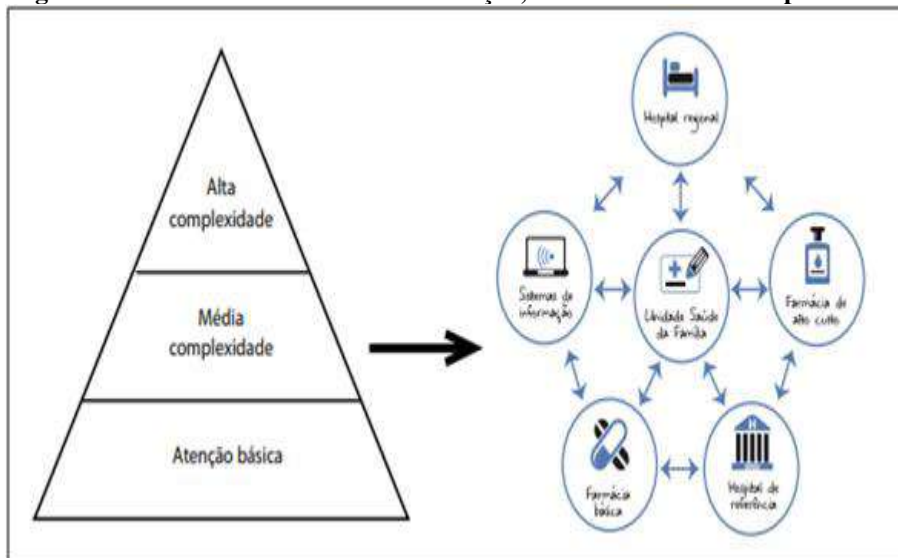 Alta
complexidade
Média
complexidade
Atenção básica
Hospital regional
Sistemas de
informação
Unidade Saúde
da Família
Farmácia de
alto custo
Farmácia
básica
Hospital de
referência